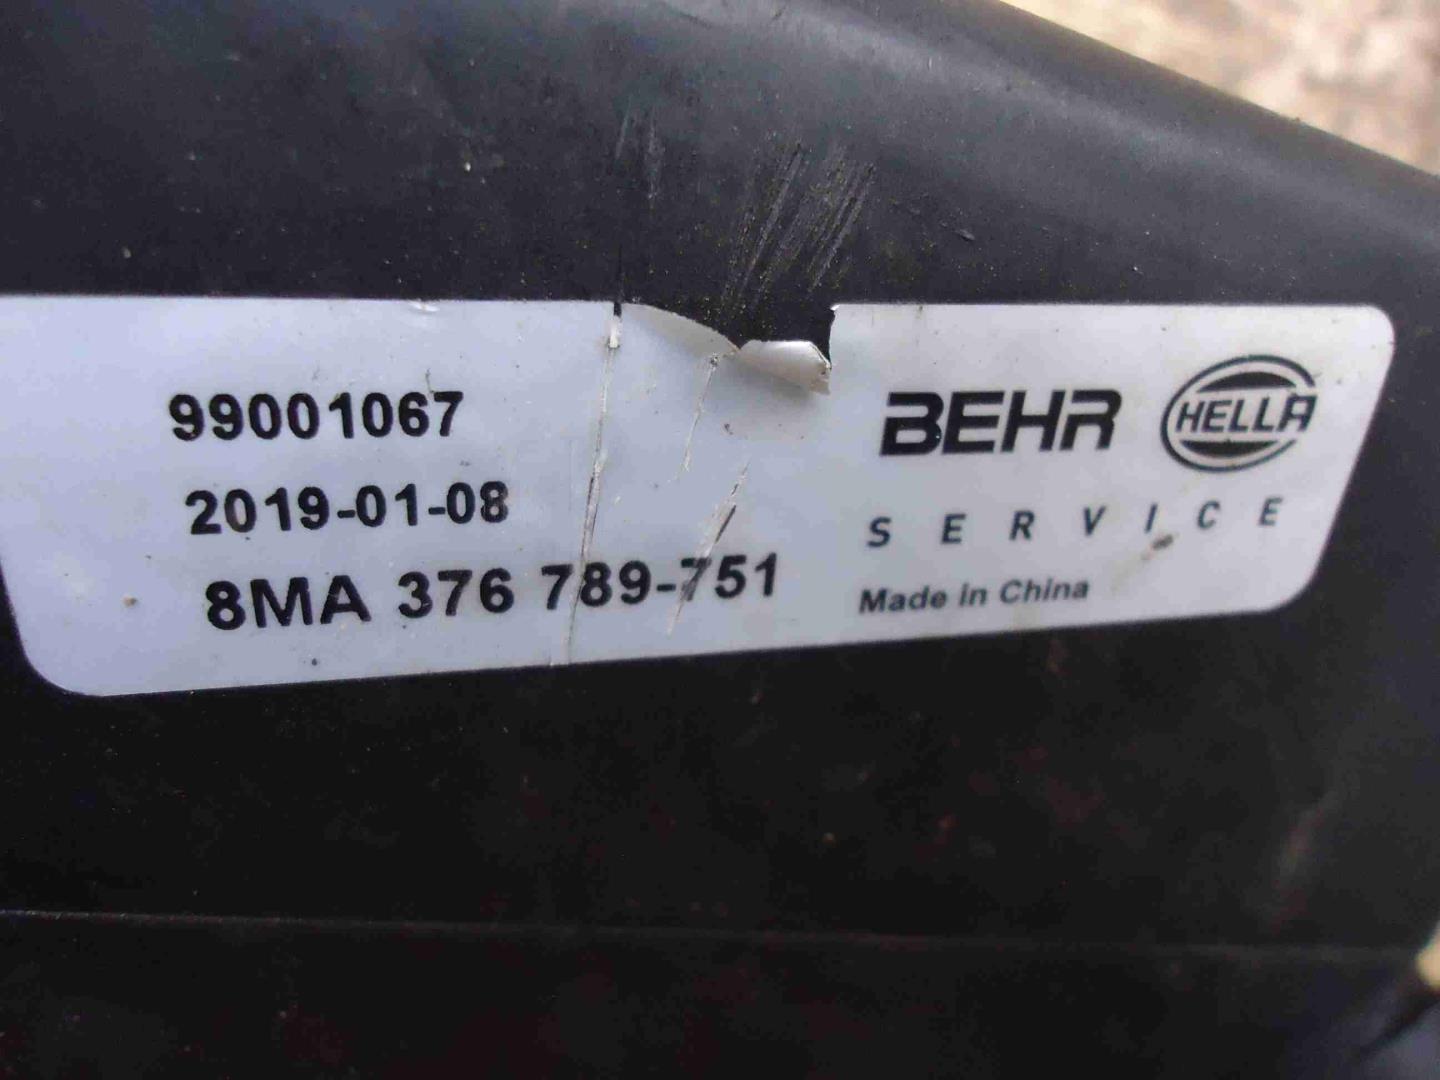 99001067
2019-01-08
8MA 376 789-751
BEHR HELLA
SERVICE
Made in China